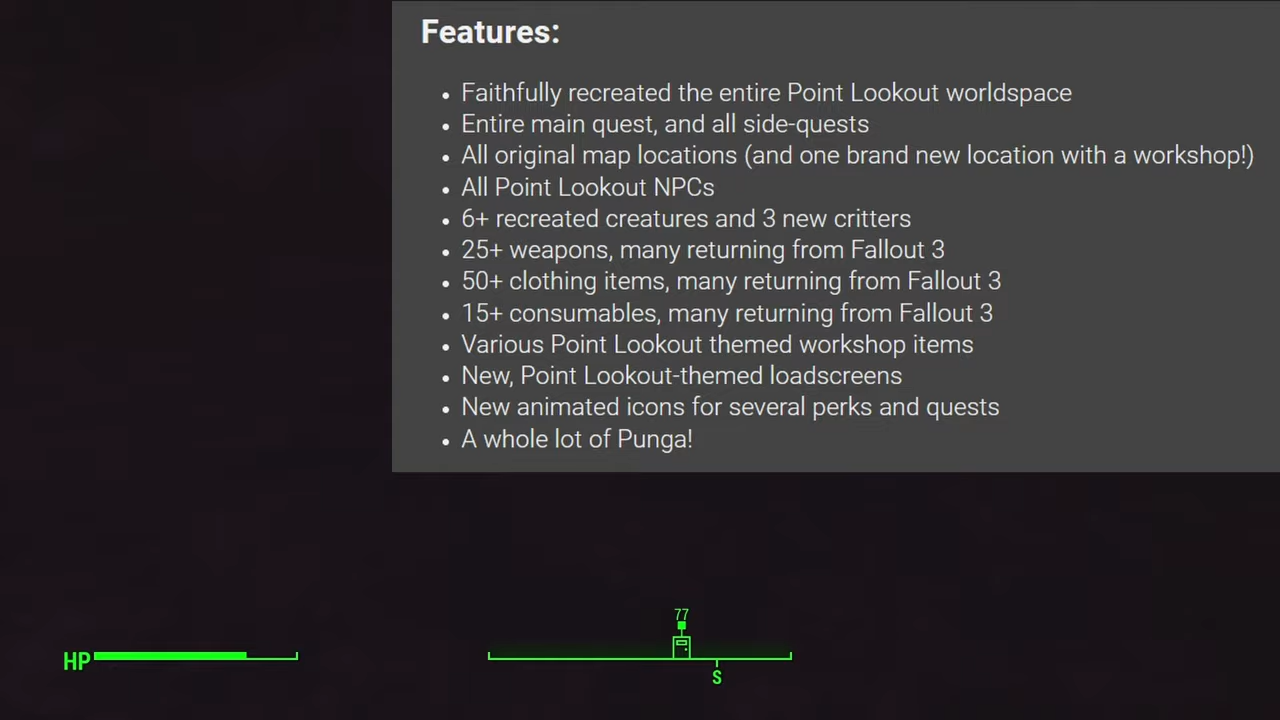 Features:
• Faithfully recreated the entire Point Lookout worldspace
• Entire main quest, and all side-quests
• All original map locations (and one brand new location with a workshop!)
• All Point Lookout NPCs
• 6+ recreated creatures and 3 new critters
• 25+ weapons, many returning from Fallout 3
• 50+ clothing items, many returning from Fallout 3
• 15+ consumables, many returning from Fallout 3
• Various Point Lookout themed workshop items
• New, Point Lookout-themed loadscreens
• New animated icons for several perks and quests
• A whole lot of Punga!
77
HP
S